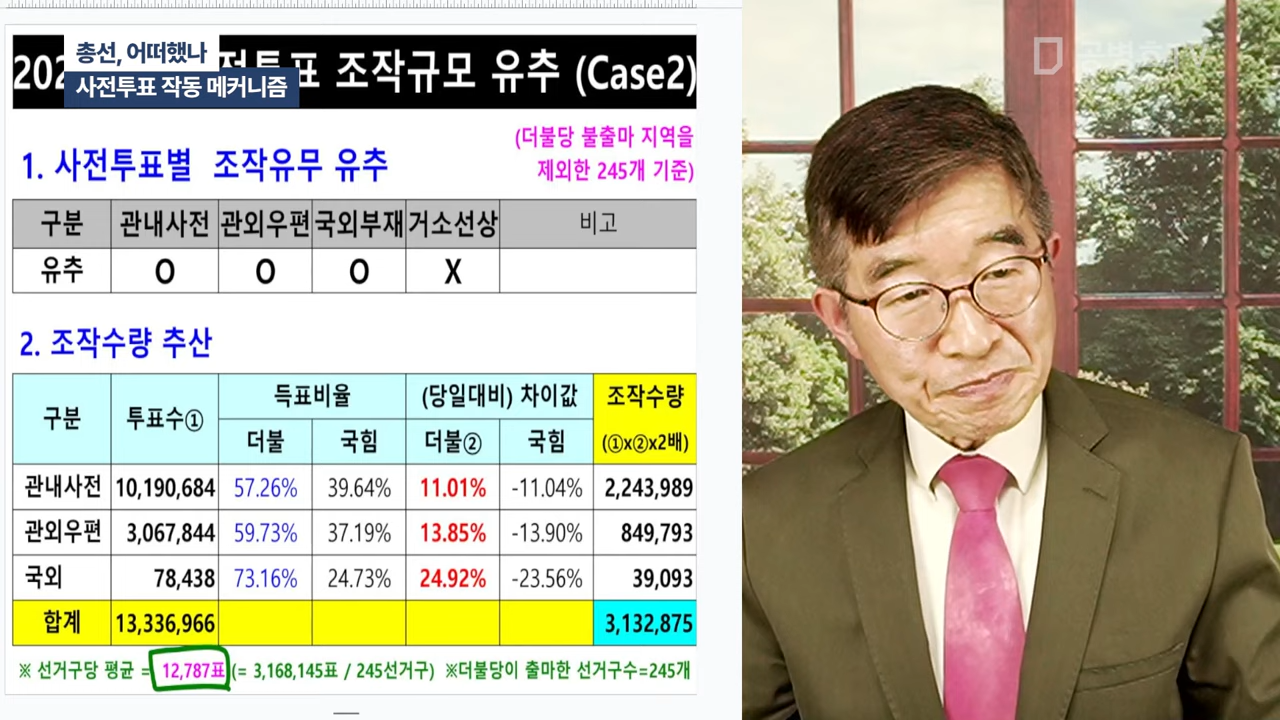 총선, 어떠했나
사전투표 작동 메커니즘
202 전투표 조작규모 유추 (Case2)
(더불당 불출마 지역을
제외한 245개 기준)
1. 사전투표별 조작유무 유추
구분 관내사전 관외우편 국외부재 거소선상 비고
유추 O O O X
2. 조작수량 추산
구분 투표수① 득표비율 (당일대비) 차이값 조작수량
더불 국힘 더불② 국힘 (①x②x2배)
관내사전 10,190,684 57.26% 39.64% 11.01% -11.04% 2,243,989
관외우편 3,067,844 59.73% 37.19% 13.85% -13.90% 849,793
국외 78,438 73.16% 24.73% 24.92% -23.56% 39,093
합계 13,336,966 3,132,875
※ 선거구당 평균 = 12,787표 (= 3,168,145표 / 245선거구) ※더불당이 출마한 선거구수=245개